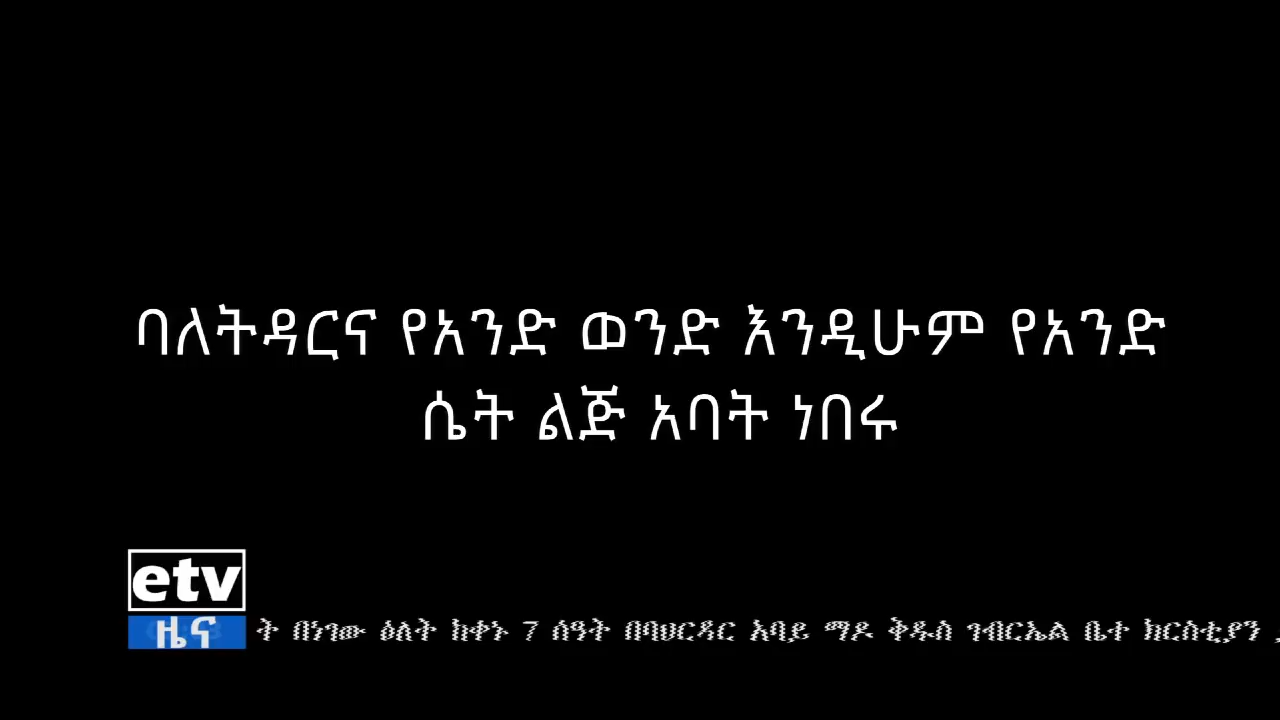 ባለትዳርና የአንድ ወንድ እንዲሁም የአንድ
ሴት ልጅ አባት ነበሩ
etv
ዜና
ት በነገው ዕለት ከቀኑ 7 ሰዓት በባህርዳር አባይ ማዶ ቅዱስ ገብርኤል ቤተ ክርስቲያን